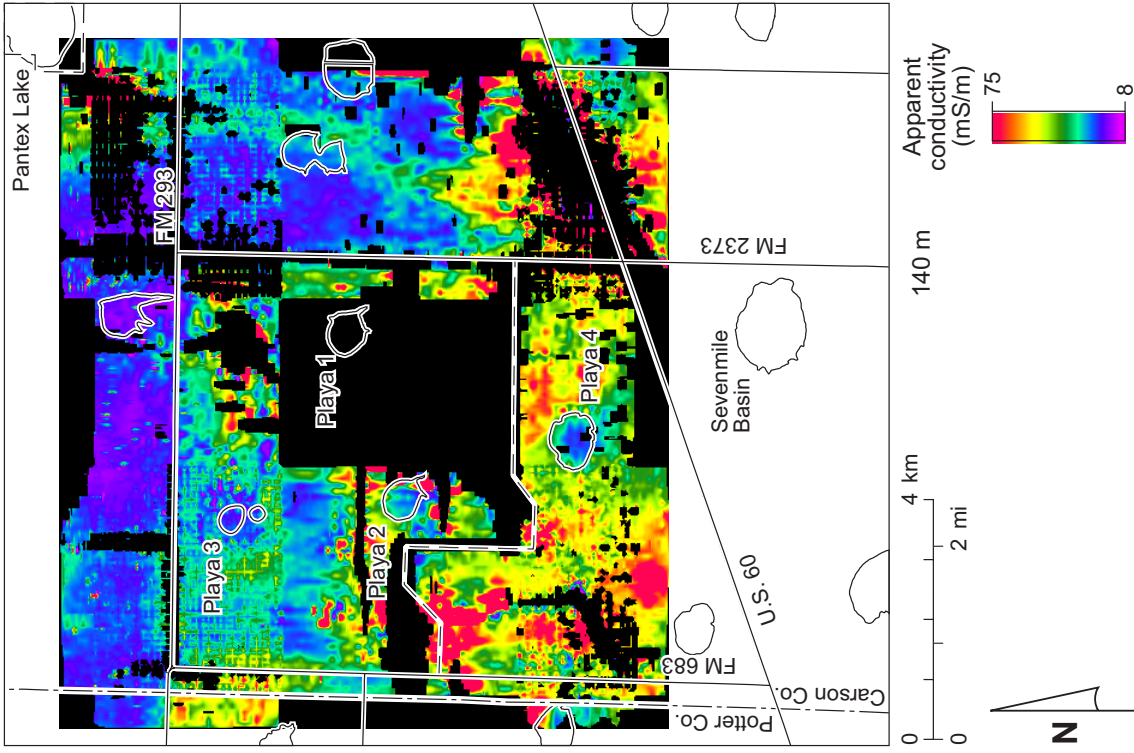 Pantex Lake
FM 293
Playa 1
Playa 3
Playa 2
Playa 4
FM 2373
Sevenmile
Basin
U.S. 60
FM 683
Carson Co.
Potter Co.
Apparent
conductivity
(mS/m)
75
8
140 m
0 4 km
0 2 mi
N